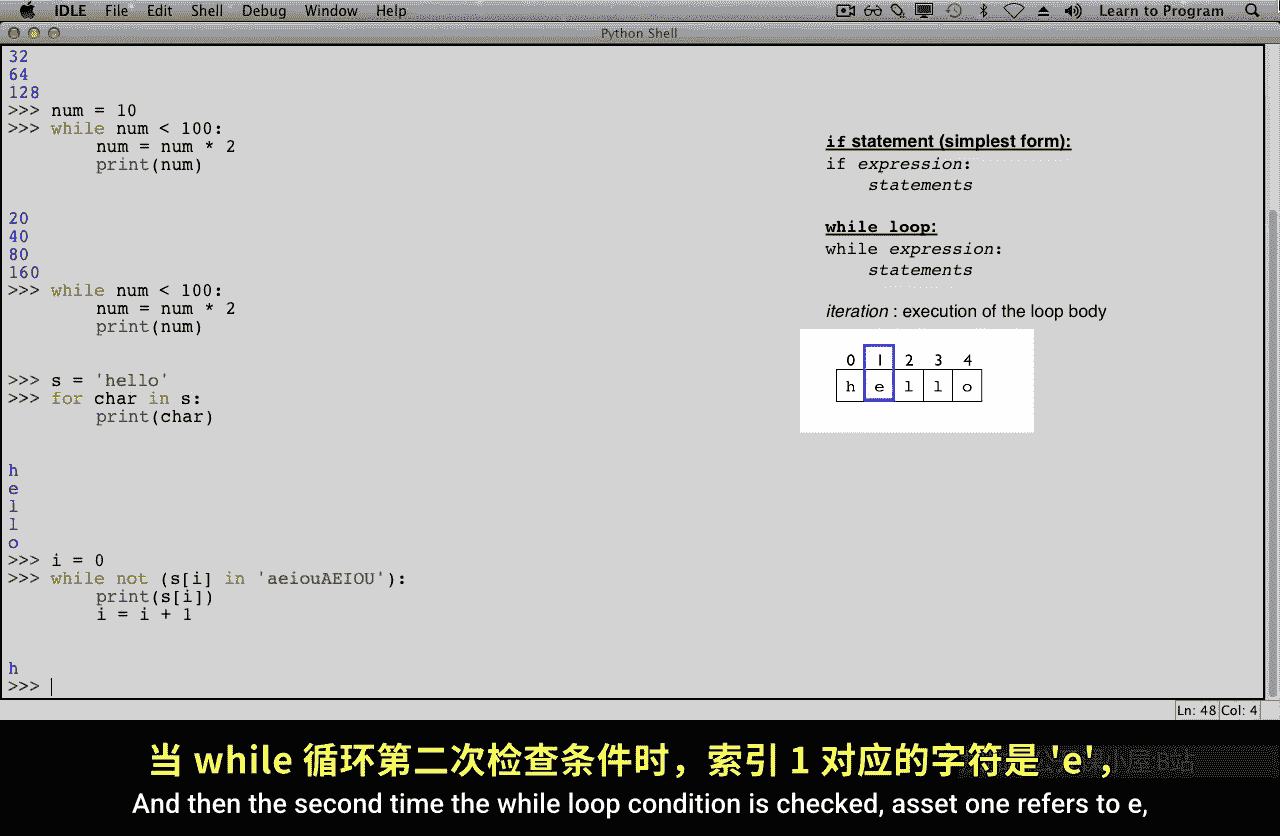 IDLE File Edit Shell Debug Window Help Learn to Program
Python Shell
32
64
128
>>> num = 10
>>> while num < 100:
num = num * 2
print(num)
20
40
80
160
>>> while num < 100:
num = num * 2
print(num)
>>> s = 'hello'
>>> for char in s:
print(char)
h
e
l
l
o
>>> i = 0
>>> while not (s[i] in 'aeiouAEIOU'):
print(s[i])
i = i + 1
h
>>>
if statement (simplest form):
if expression:
statements
while loop:
while expression:
statements
iteration : execution of the loop body
0 1 2 3 4
h e l l o
Ln: 48 Col: 4
当 while 循环第二次检查条件时，索引 1 对应的字符是 'e'，
And then the second time the while loop condition is checked, asset one refers to e,